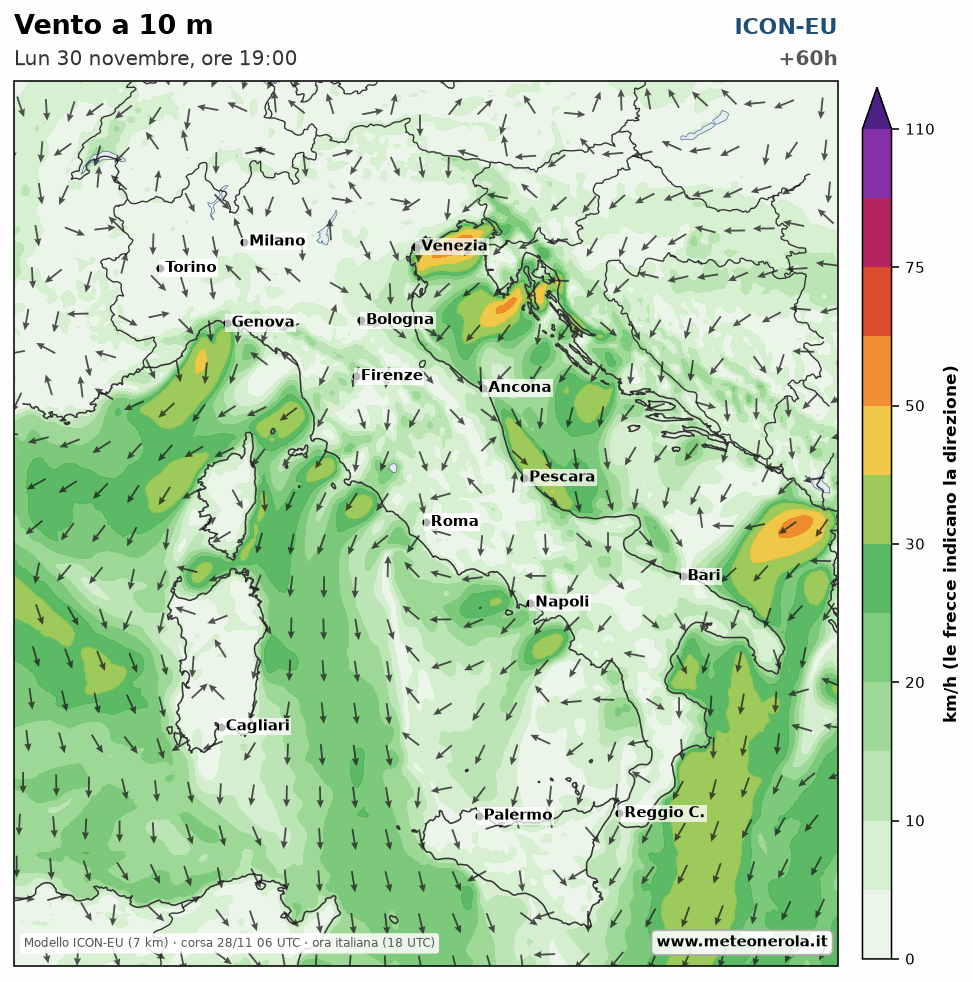 Vento a 10 m
ICON-EU
Lun 30 novembre, ore 19:00
+60h
110
Venezia
Milano
Torino
75
Bologna
Genova
Firenze
Ancona
50
Pescara
Roma
30
Bari
Napoli
20
Cagliari
Palermo
Reggio C.
10
Modello ICON-EU (7 km) · corsa 28/11 06 UTC · ora italiana (18 UTC)
www.meteonerola.it
0
km/h (le frecce indicano la direzione)